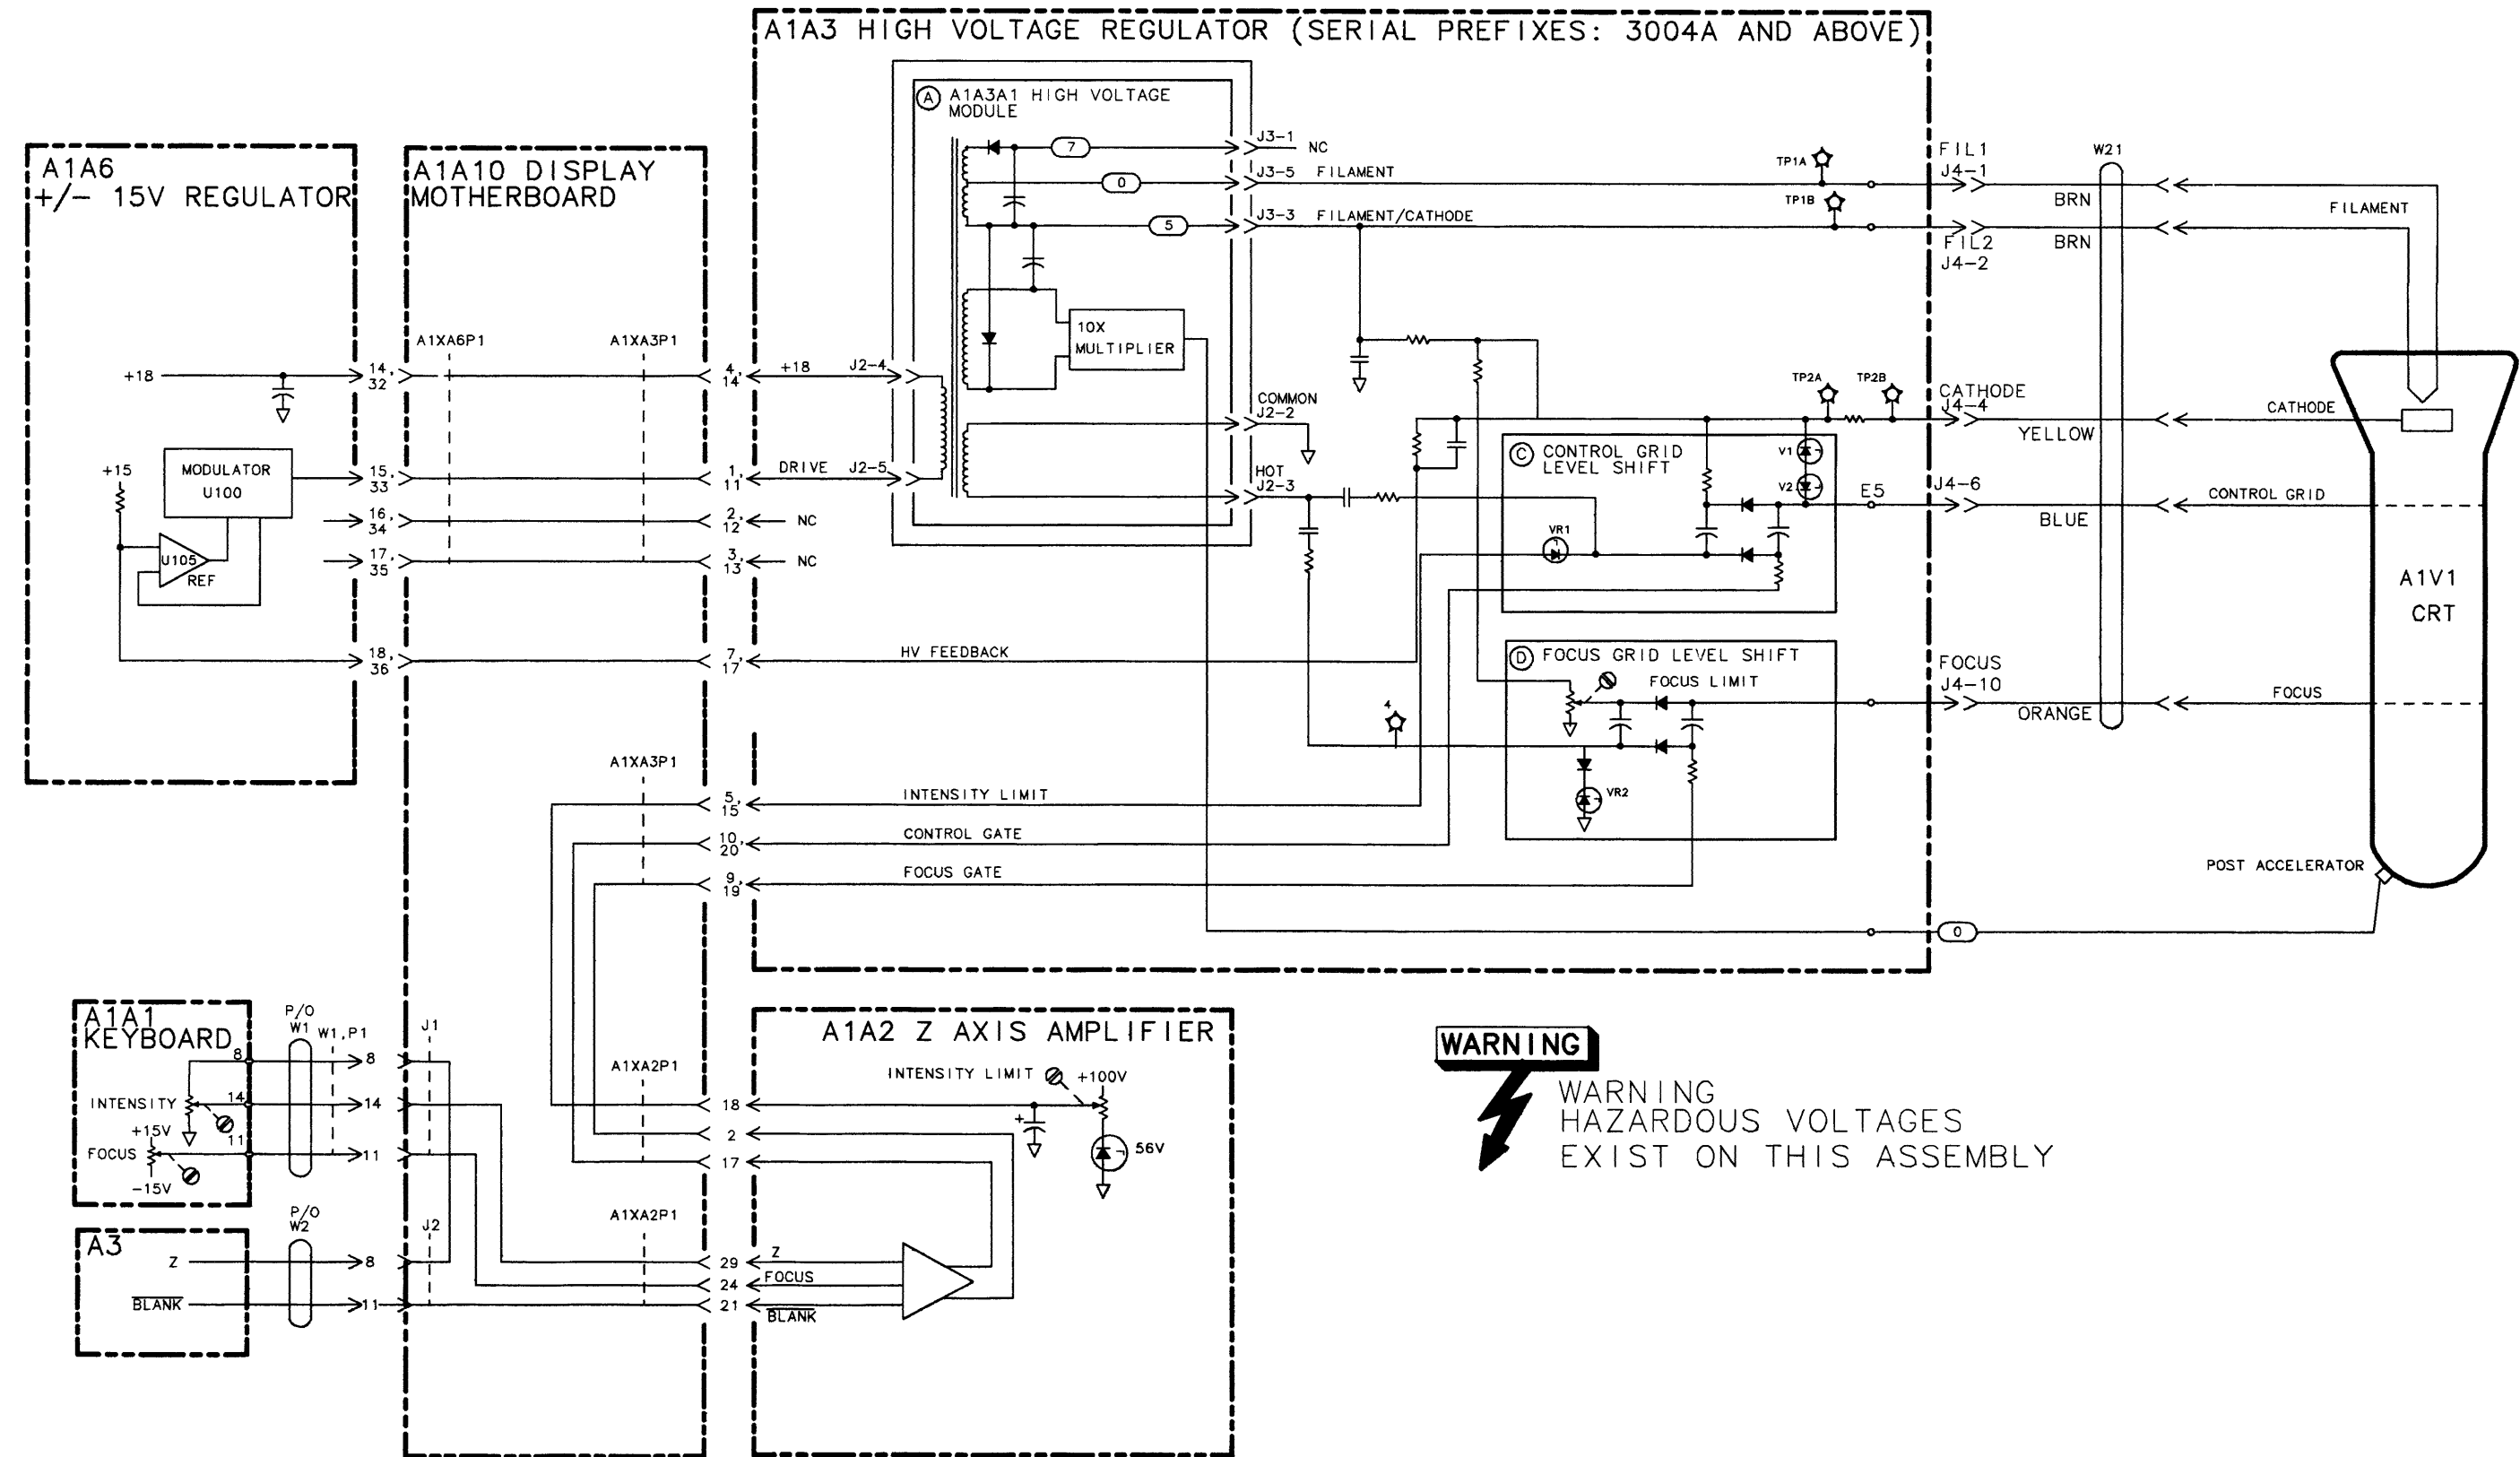 A1A3 HIGH VOLTAGE REGULATOR (SERIAL PREFIXES: 3004A AND ABOVE)
A A1A3A1 HIGH VOLTAGE
MODULE
7
J3-1
NC
0
J3-5 FILAMENT
5
J3-3 FILAMENT/CATHODE
TP1A
TP1B
FIL1
J4-1
BRN
FIL2
J4-2
BRN
W21
FILAMENT
A1A6
+/- 15V REGULATOR
A1A10 DISPLAY
MOTHERBOARD
10X
MULTIPLIER
A1XA6P1
A1XA3P1
+18
14,
32
4,
14
+18
J2-4
COMMON
J2-2
TP2A
TP2B
CATHODE
J4-4
YELLOW
CATHODE
+15
MODULATOR
U100
15,
33
1,
11
DRIVE
J2-5
HOT
J2-3
C CONTROL GRID
LEVEL SHIFT
V1
V2
E5
J4-6
BLUE
CONTROL GRID
VR1
16,
34
2,
12
NC
U105
REF
17,
35
3,
13
NC
A1V1
CRT
18,
36
7,
17
HV FEEDBACK
D FOCUS GRID LEVEL SHIFT
FOCUS LIMIT
FOCUS
J4-10
ORANGE
FOCUS
4
VR2
A1XA3P1
5,
15
INTENSITY LIMIT
10,
20
CONTROL GATE
9,
19
FOCUS GATE
POST ACCELERATOR
0
A1A1
KEYBOARD
P/O
W1
W1,P1
J1
8
8
INTENSITY
14
14
+15V
FOCUS
-15V
11
11
A1XA2P1
A1A2 Z AXIS AMPLIFIER
INTENSITY LIMIT
+100V
18
2
17
56V
WARNING
WARNING
HAZARDOUS VOLTAGES
EXIST ON THIS ASSEMBLY
A3
P/O
W2
J2
Z
8
BLANK
11
A1XA2P1
29
Z
24
FOCUS
21
BLANK